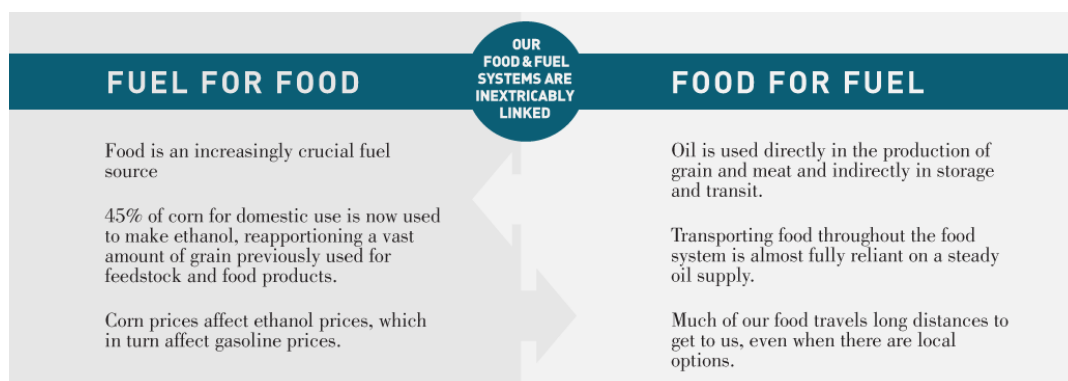 OUR
FOOD & FUEL
SYSTEMS ARE
INEXTRICABLY
LINKED
FUEL FOR FOOD
Food is an increasingly crucial fuel
source
45% of corn for domestic use is now used
to make ethanol, reapportioning a vast
amount of grain previously used for
feedstock and food products.
Corn prices affect ethanol prices, which
in turn affect gasoline prices.
FOOD FOR FUEL
Oil is used directly in the production of
grain and meat and indirectly in storage
and transit.
Transporting food throughout the food
system is almost fully reliant on a steady
oil supply.
Much of our food travels long distances to
get to us, even when there are local
options.